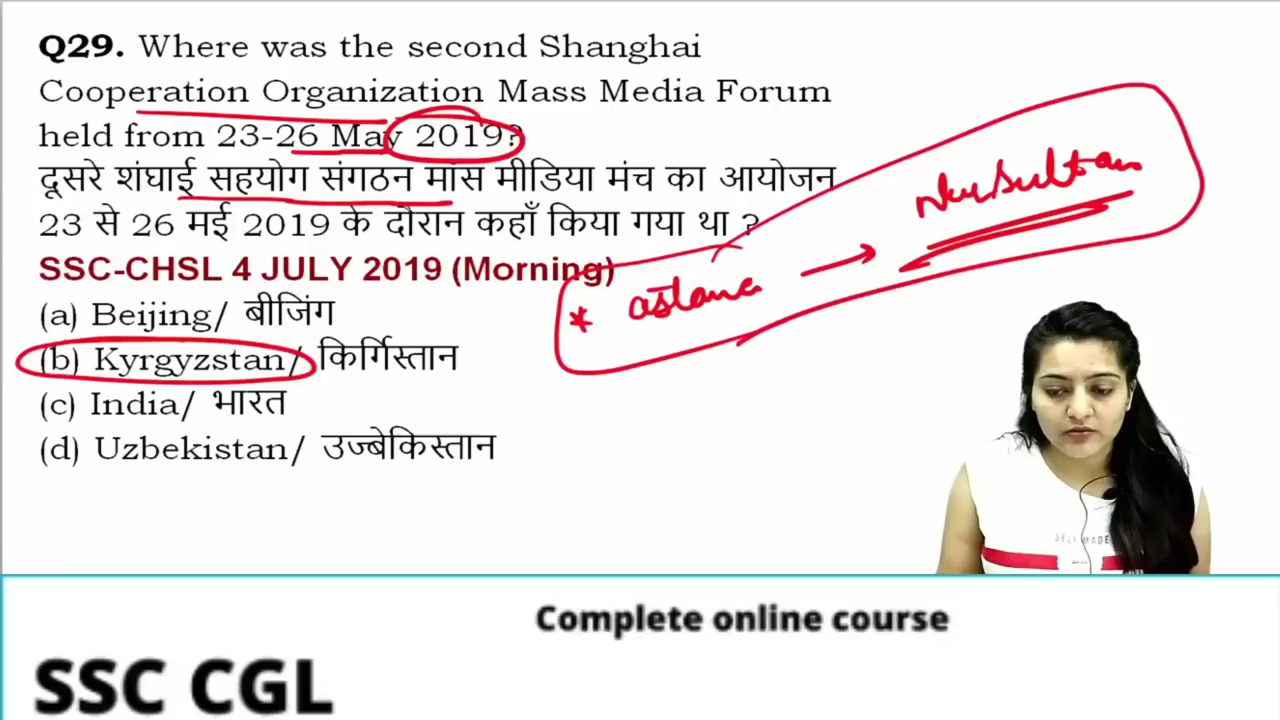 Q29. Where was the second Shanghai
Cooperation Organization Mass Media Forum
held from 23-26 May 2019?
दूसरे शंघाई सहयोग संगठन मास मीडिया मंच का आयोजन
23 से 26 मई 2019 के दौरान कहाँ किया गया था ?
SSC-CHSL 4 JULY 2019 (Morning)
(a) Beijing/ बीजिंग
(b) Kyrgyzstan/ किर्गिस्तान
(c) India/ भारत
(d) Uzbekistan/ उज्बेकिस्तान
* astana → Nursultan
SELF MADE
Complete online course
SSC CGL